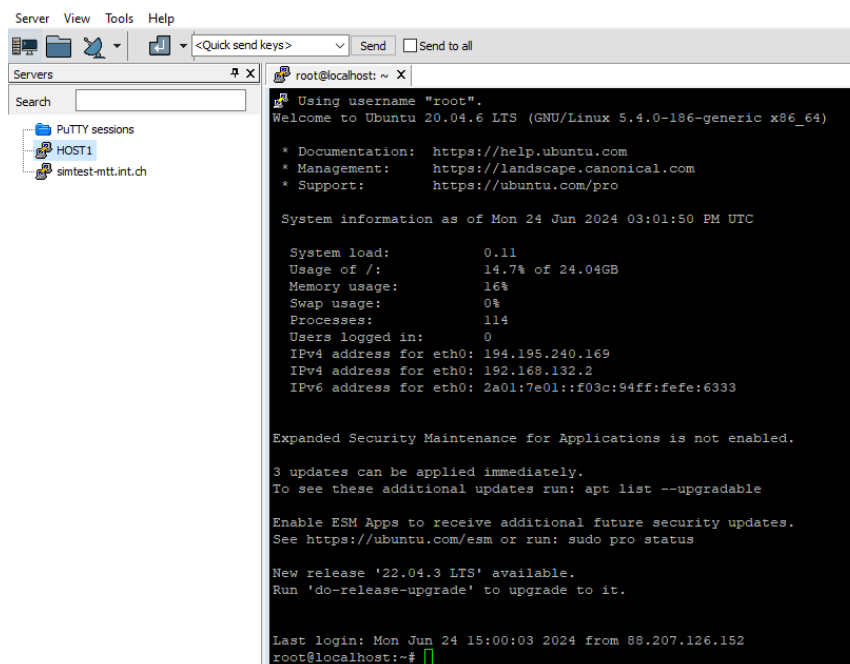 Server View Tools Help
<Quick send keys> Send Send to all
Servers X
Search
PuTTY sessions
HOST1
simtest-mtt.int.ch
root@localhost: ~ X
Using username "root".
Welcome to Ubuntu 20.04.6 LTS (GNU/Linux 5.4.0-186-generic x86_64)
* Documentation: https://help.ubuntu.com
* Management: https://landscape.canonical.com
* Support: https://ubuntu.com/pro
System information as of Mon 24 Jun 2024 03:01:50 PM UTC
System load: 0.11
Usage of /: 14.7% of 24.04GB
Memory usage: 16%
Swap usage: 0%
Processes: 114
Users logged in: 0
IPv4 address for eth0: 194.195.240.169
IPv4 address for eth0: 192.168.132.2
IPv6 address for eth0: 2a01:7e01::f03c:94ff:fefe:6333
Expanded Security Maintenance for Applications is not enabled.
3 updates can be applied immediately.
To see these additional updates run: apt list --upgradable
Enable ESM Apps to receive additional future security updates.
See https://ubuntu.com/esm or run: sudo pro status
New release '22.04.3 LTS' available.
Run 'do-release-upgrade' to upgrade to it.
Last login: Mon Jun 24 15:00:03 2024 from 88.207.126.152
root@localhost:~#